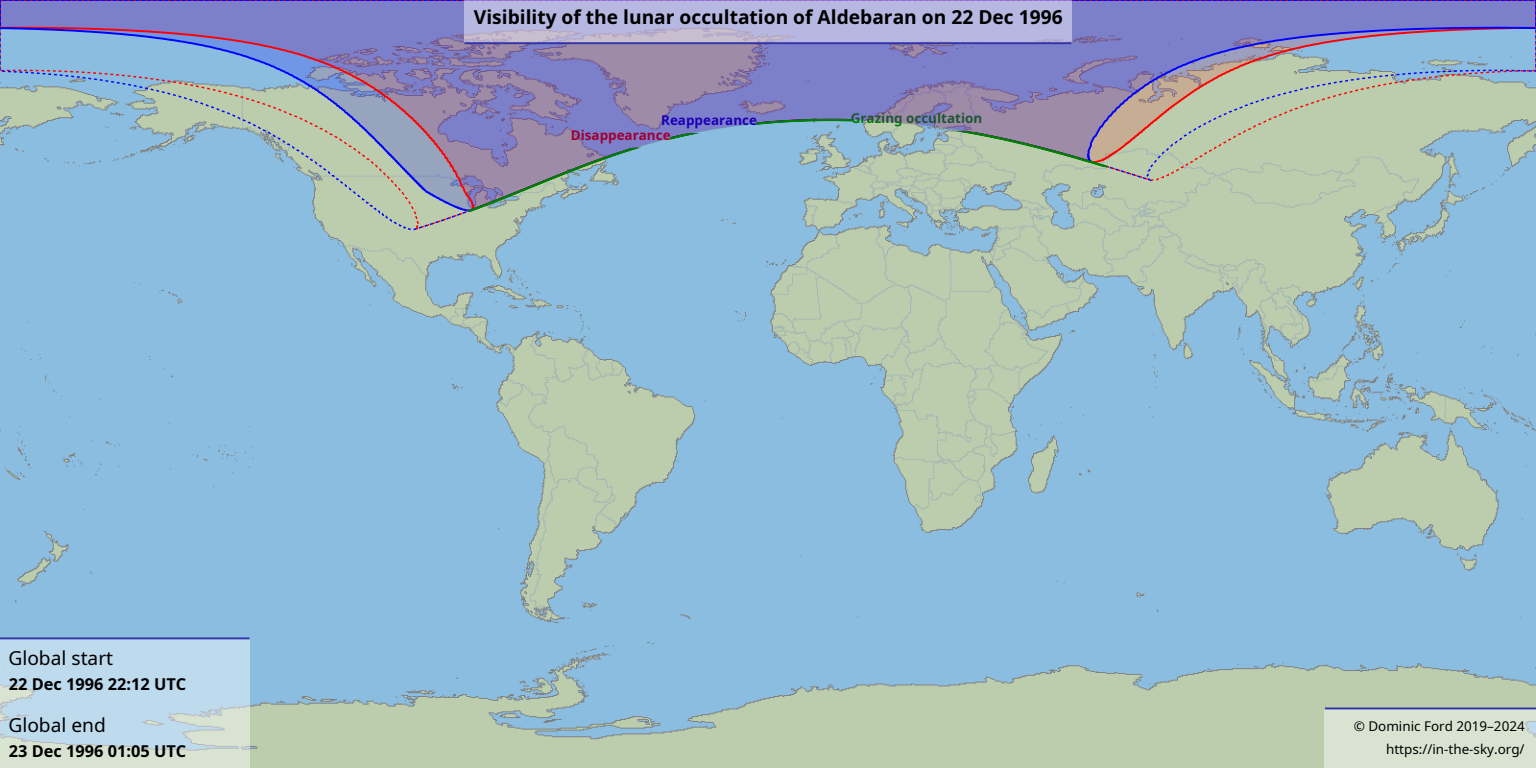 Visibility of the lunar occultation of Aldebaran on 22 Dec 1996
Grazing occultation
Reappearance
Disappearance
Global start
22 Dec 1996 22:12 UTC
Global end
23 Dec 1996 01:05 UTC
© Dominic Ford 2019–2024
https://in-the-sky.org/